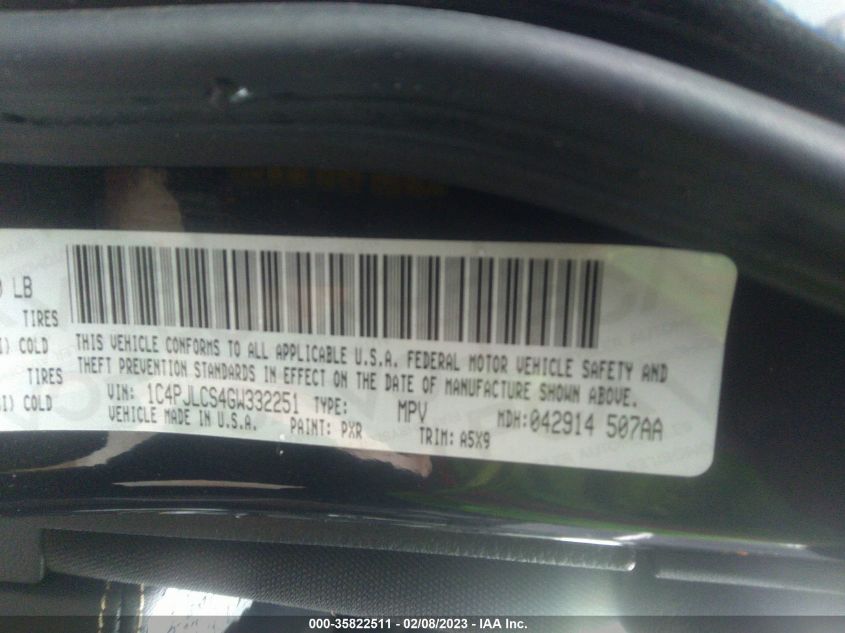 LB
TIRES
COLD
TIRES
COLD
THIS VEHICLE CONFORMS TO ALL APPLICABLE U.S.A. FEDERAL MOTOR VEHICLE SAFETY AND
THEFT PREVENTION STANDARDS IN EFFECT ON THE DATE OF MANUFACTURE SHOWN ABOVE.
VIN: 1C4PJLCS4GW332251 TYPE: MPV MDH:042914 507AA
VEHICLE MADE IN U.S.A. PAINT: PXR TRIM: A5X9
000-35822511 - 02/08/2023 - IAA Inc.